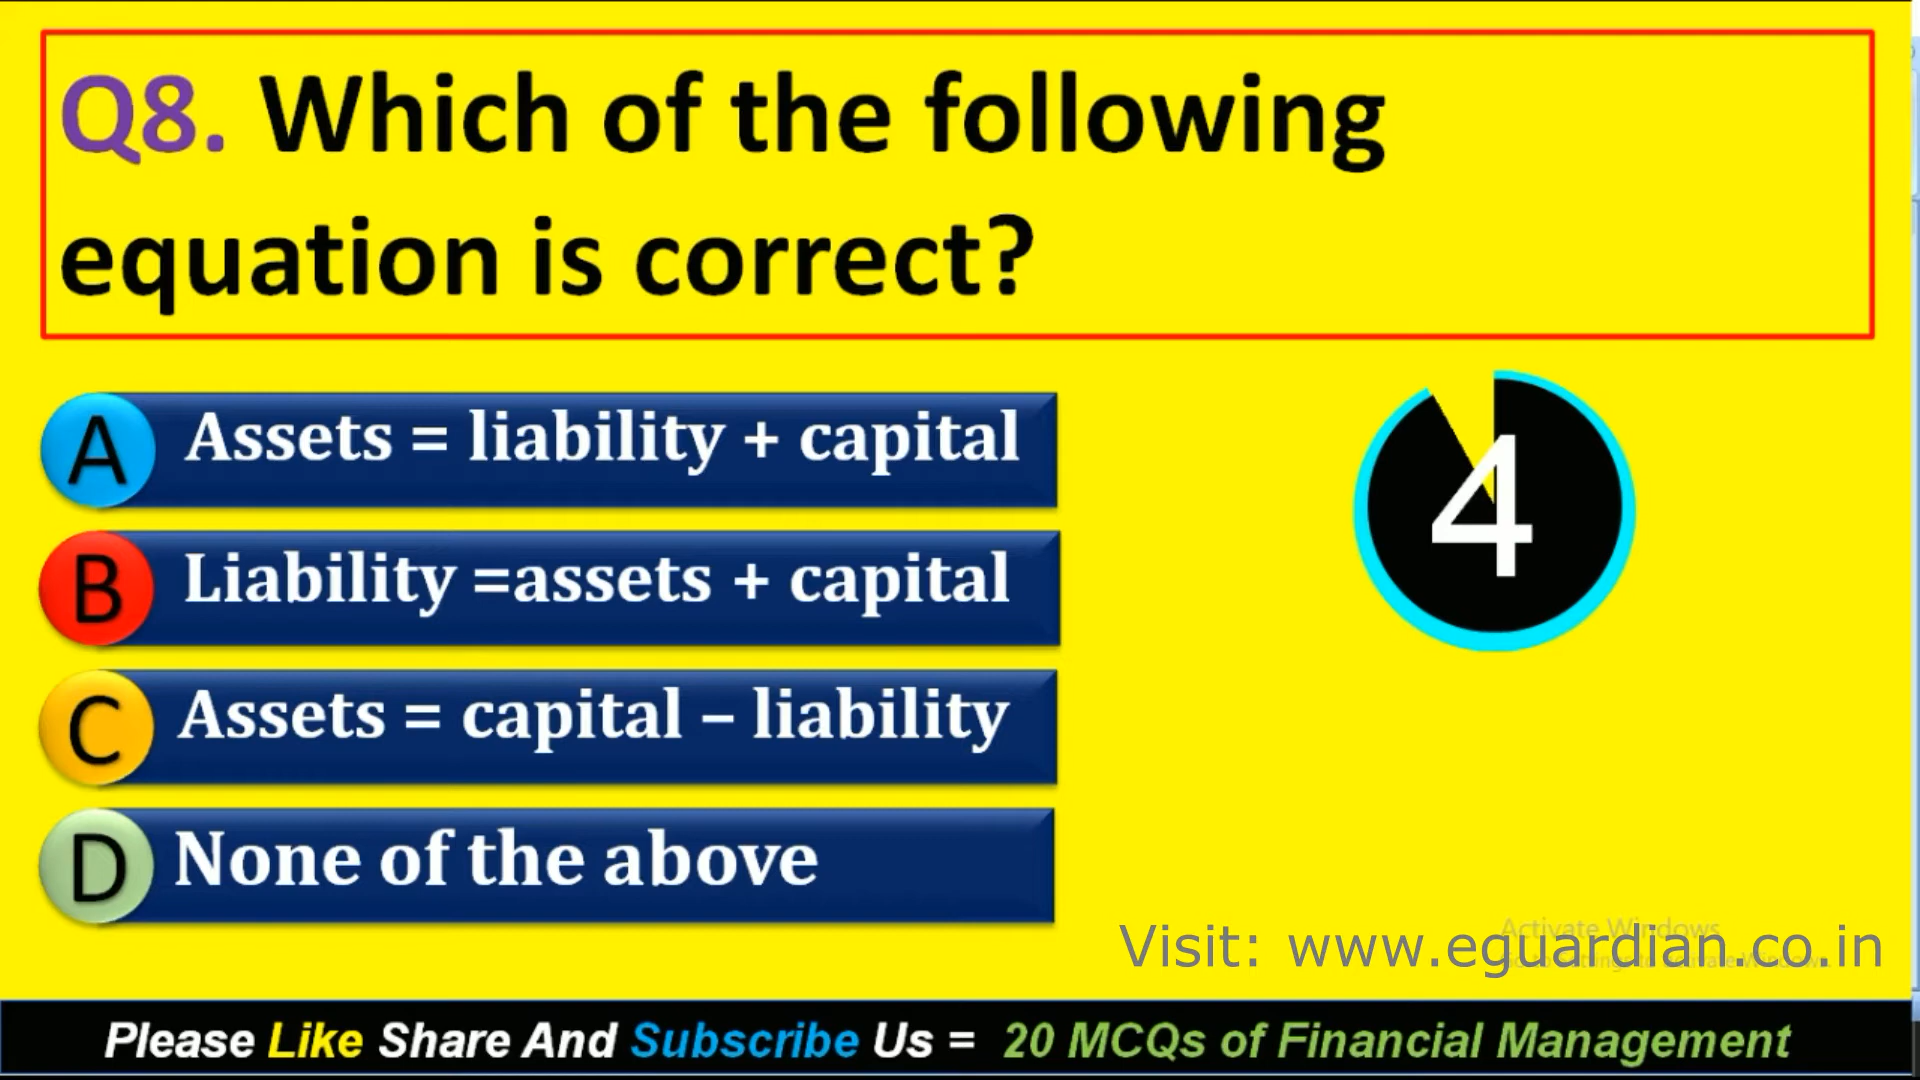 Q8. Which of the following
equation is correct?
A Assets = liability + capital
4
B Liability =assets + capital
C Assets = capital – liability
D None of the above
Activate Windows
Visit: www.eguardian.co.in
Please Like Share And Subscribe Us = 20 MCQs of Financial Management